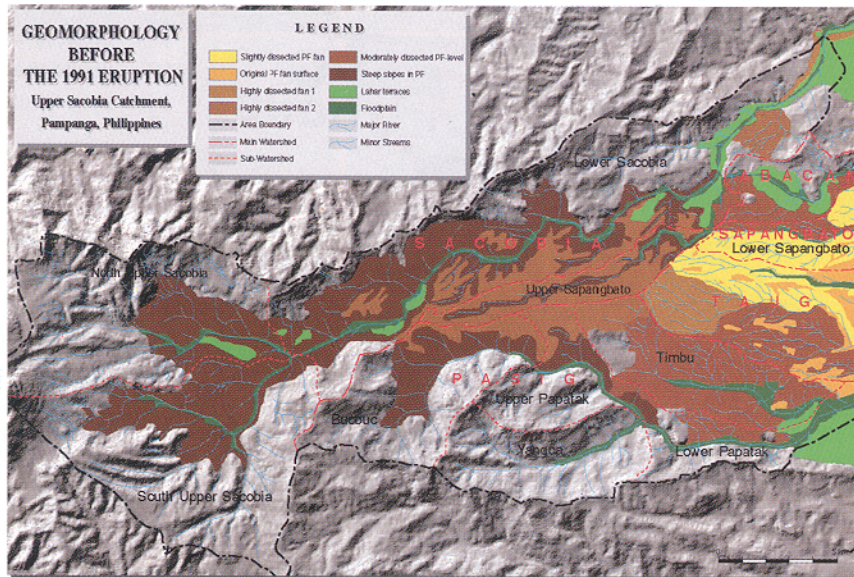 GEOMORPHOLOGY
BEFORE
THE 1991 ERUPTION
Upper Sacobia Catchment,
Pampanga, Philippines
LEGEND
Slightly dissected PF fan
Original PF fan surface
Highly dissected fan 1
Highly dissected fan 2
Area Boundary
Main Watershed
Sub-Watershed
Moderately dissected PF-level
Steep slopes in PF
Lahar terraces
Floodplain
Major River
Minor Streams
Lower Sacobia
ABACAN
SACOBIA
SAPANGBATO
Lower Sapangbato
North Upper Sacobia
Upper Sapangbato
TAIG
Timbu
PASIG
Upper Papatak
Bucbuc
Yangca
Lower Papatak
South Upper Sacobia